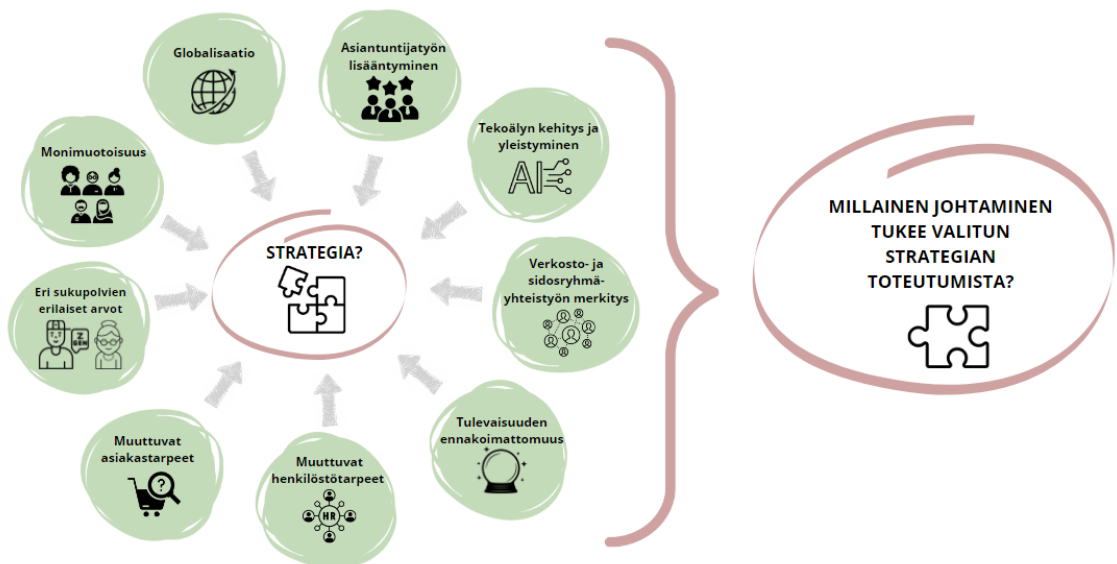 Globalisaatio
Asiantuntijatyön
lisääntyminen
Tekoälyn kehitys ja
yleistyminen
AI
Monimuotoisuus
STRATEGIA?
Verkosto- ja
sidosryhmä-
yhteistyön merkitys
Eri sukupolvien
erilaiset arvot
Z
GEN
Tulevaisuuden
ennakoimattomuus
Muuttuvat
asiakastarpeet
?
Muuttuvat
henkilöstötarpeet
HR
MILLAINEN JOHTAMINEN
TUKEE VALITUN
STRATEGIAN
TOTEUTUMISTA?